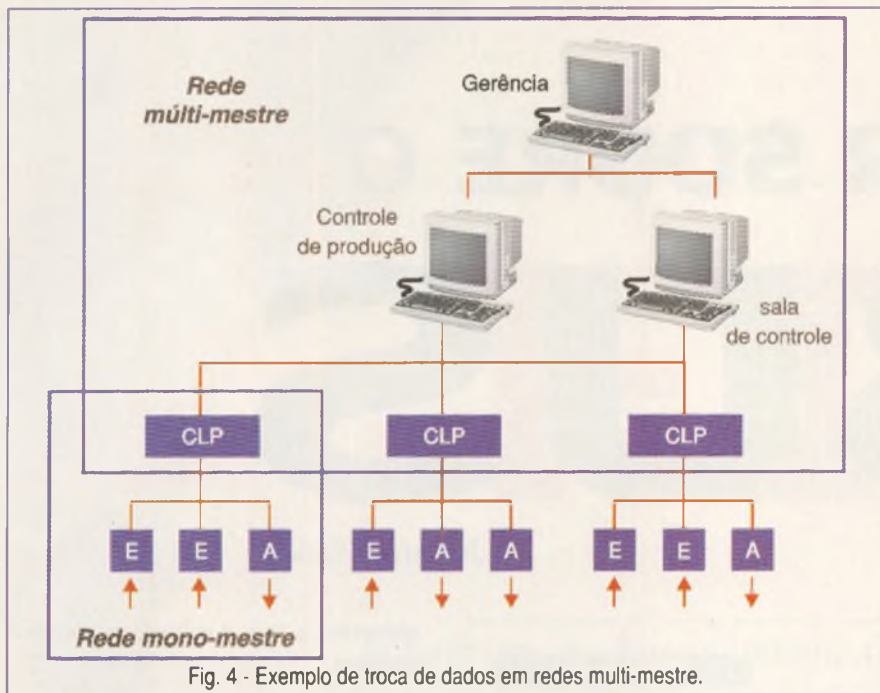 Rede
múlti-mestre
Gerência
Controle
de produção
sala
de controle
CLP
CLP
CLP
E
E
A
E
A
A
E
E
A
Rede mono-mestre
Fig. 4 - Exemplo de troca de dados em redes multi-mestre.